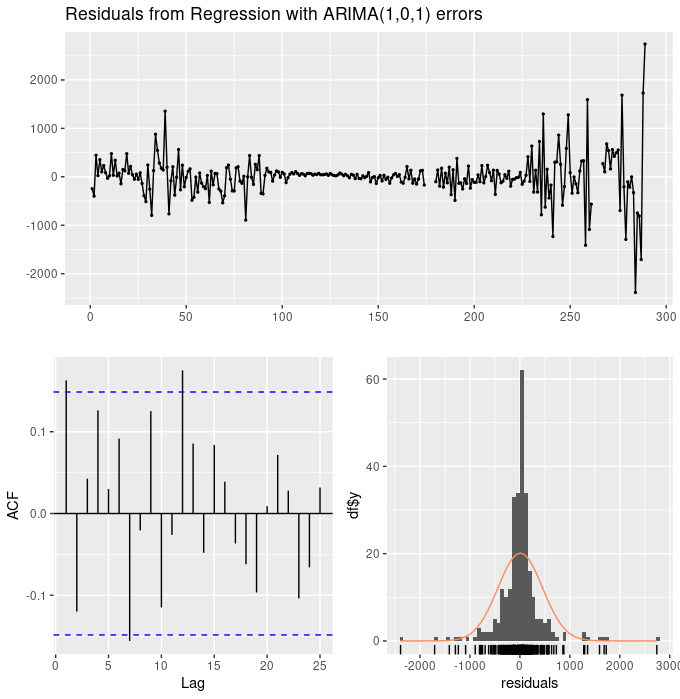 Residuals from Regression with ARIMA(1,0,1) errors
2000
1000
0
-1000
-2000
0 50 100 150 200 250 300
ACF
0.1
0.0
-0.1
0 5 10 15 20 25
Lag
df$y
60
40
20
0
-2000 -1000 0 1000 2000 3000
residuals